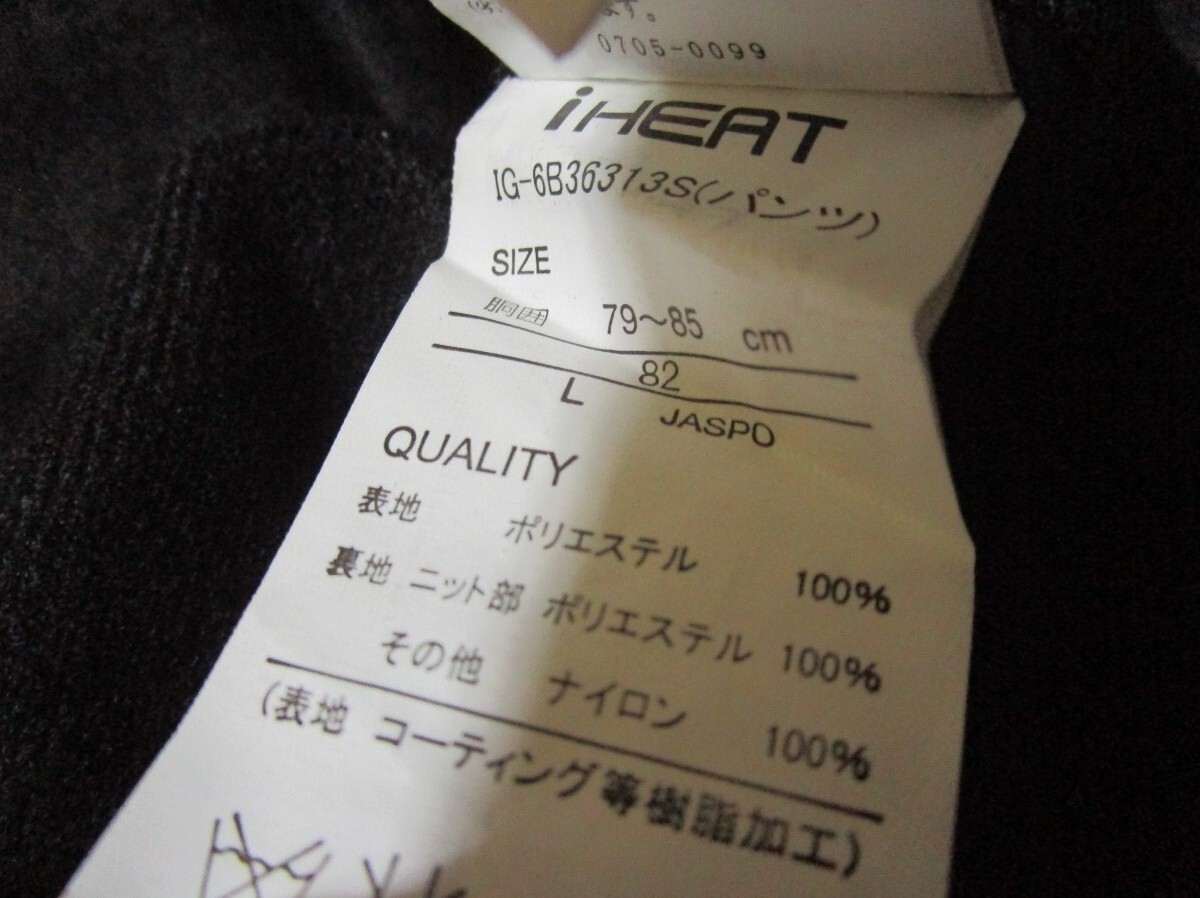 ます。
0705-0099
iHEAT
IG-6B36313S(パンツ)
SIZE
胴囲 79～85 cm
82
L JASPO
QUALITY
表地 ポリエステル 100%
裏地 ニット部 ポリエステル 100%
その他 ナイロン 100%
(表地 コーティング等樹脂加工)